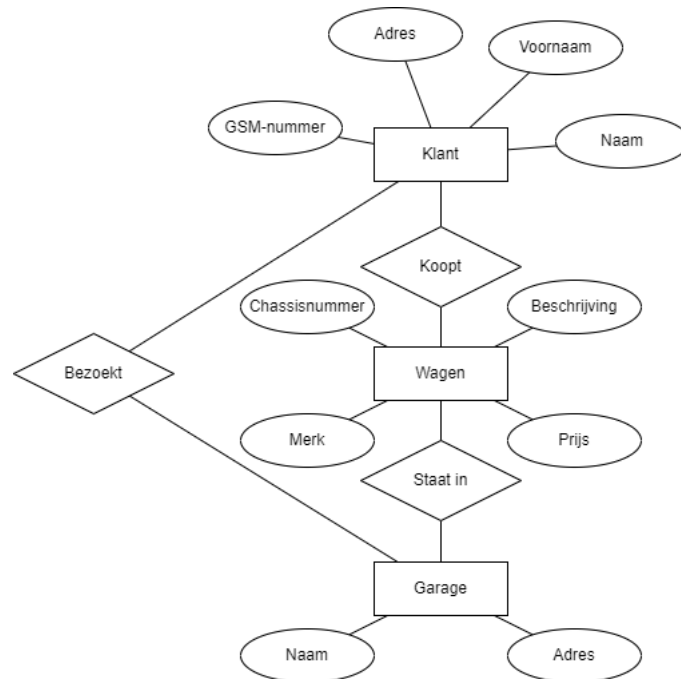 Adres
Voornaam
GSM-nummer
Klant
Naam
Koopt
Chassisnummer
Beschrijving
Bezoekt
Wagen
Merk
Prijs
Staat in
Garage
Naam
Adres